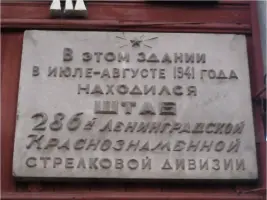 В ЭТОМ ЗДАНИИ
В ИЮЛЕ-АВГУСТЕ 1941 ГОДА
НАХОДИЛСЯ
ШТАБ
286й ЛЕНИНГРАДСКОЙ
КРАСНОЗНАМЕННОЙ
СТРЕЛКОВОЙ ДИВИЗИИ